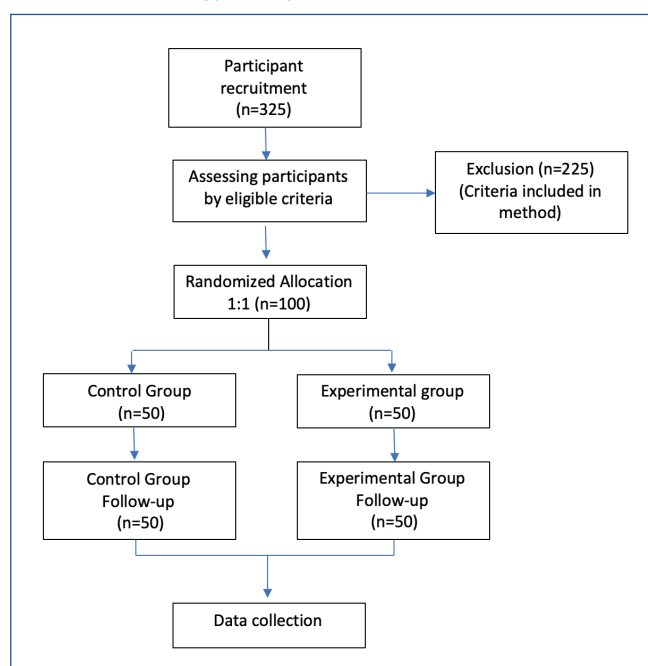 Participant
recruitment
(n=325)
Assessing participants
by eligible criteria
Exclusion (n=225)
(Criteria included in
method)
Randomized Allocation
1:1 (n=100)
Control Group
(n=50)
Experimental group
(n=50)
Control Group
Follow-up
(n=50)
Experimental Group
Follow-up
(n=50)
Data collection